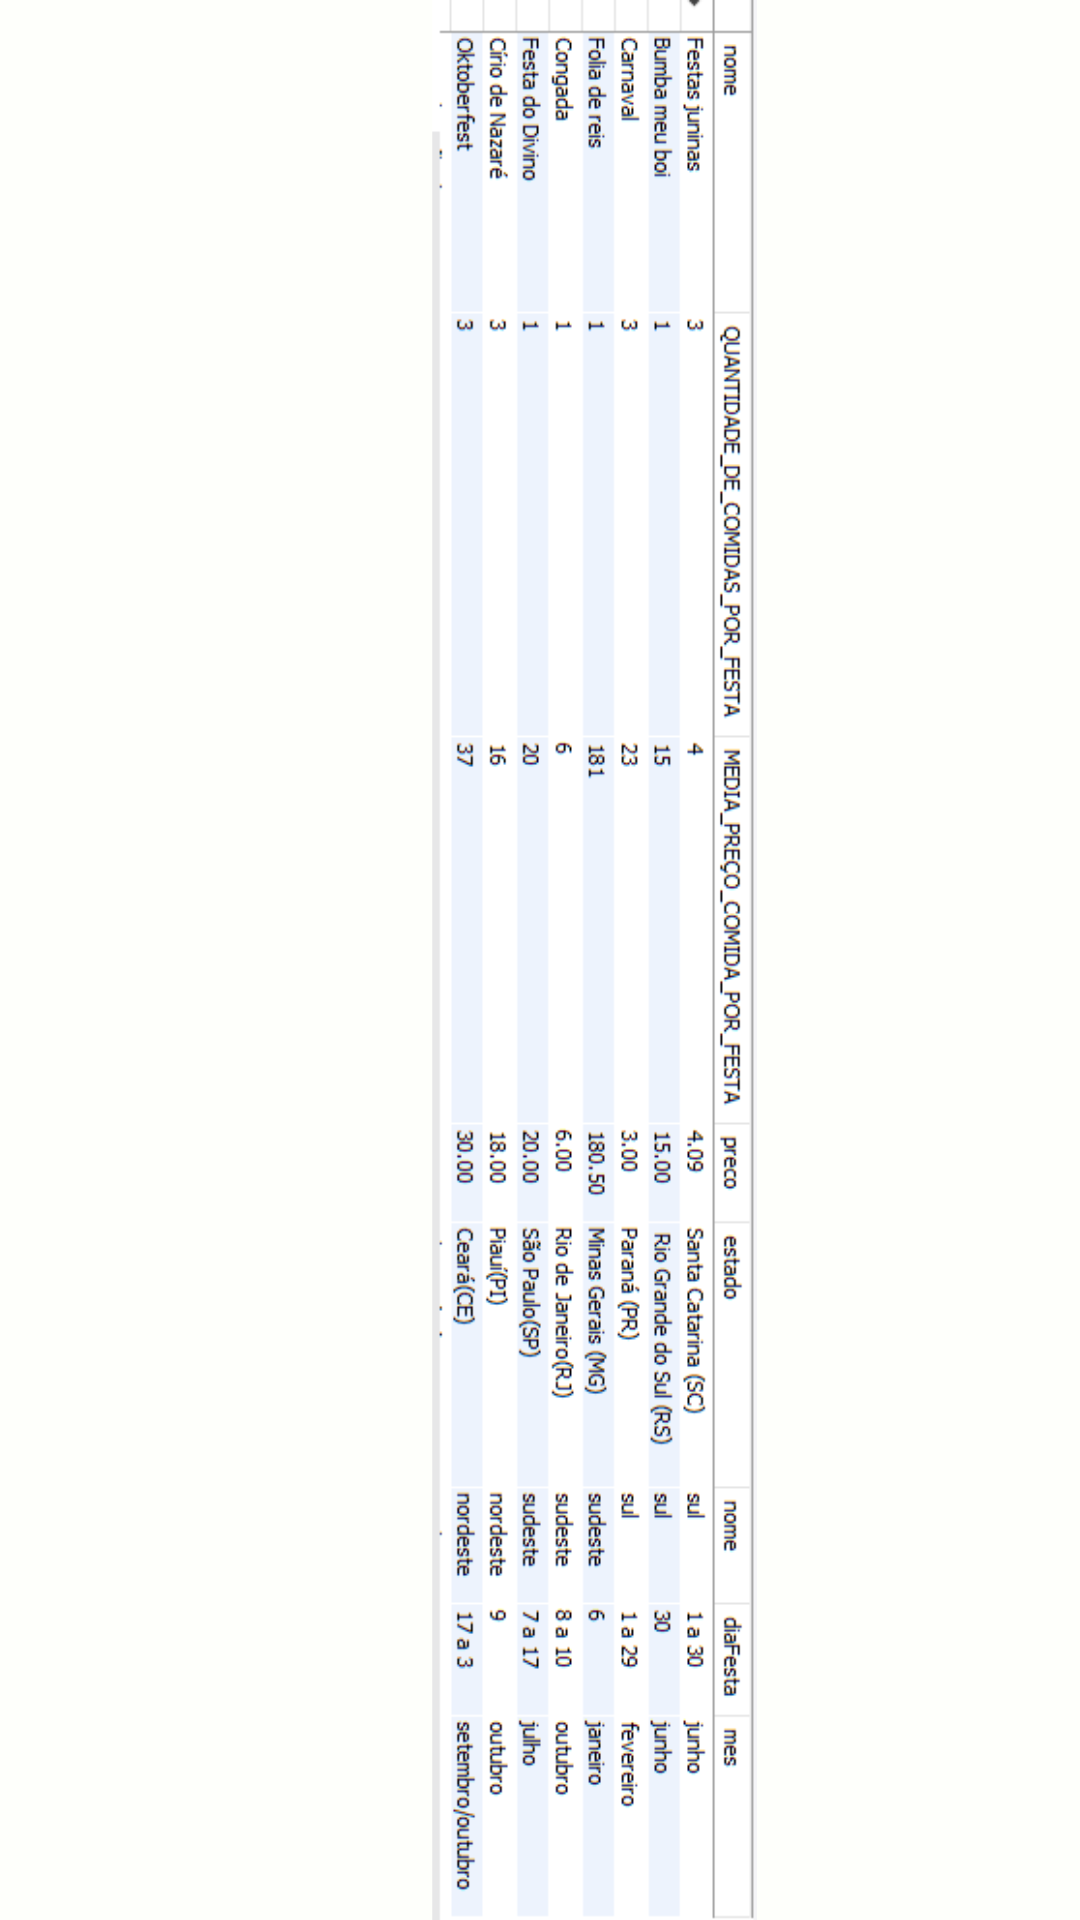 nome QUANTIDADE_DE_COMIDAS_POR_FESTA MEDIA_PREÇO_COMIDA_POR_FESTA preco estado nome diaFesta mes
Festas juninas 3 4 4.09 Santa Catarina (SC) sul 1 a 30 junho
Bumba meu boi 1 15 15.00 Rio Grande do Sul (RS) sul 30 junho
Carnaval 3 23 3.00 Paraná (PR) sul 1 a 29 fevereiro
Folia de reis 1 181 180.50 Minas Gerais (MG) sudeste 6 janeiro
Congada 1 6 6.00 Rio de Janeiro(RJ) sudeste 8 a 10 outubro
Festa do Divino 1 20 20.00 São Paulo(SP) sudeste 7 a 17 julho
Círio de Nazaré 3 16 18.00 Piauí(PI) nordeste 9 outubro
Oktoberfest 3 37 30.00 Ceará(CE) nordeste 17 a 3 setembro/outubro